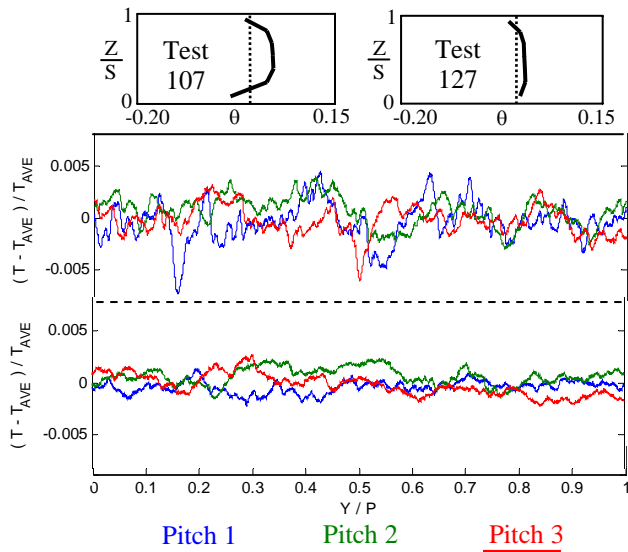 1
Z
S
0
Test
107
-0.20
θ
0.15
1
Z
S
0
Test
127
-0.20
θ
0.15
( T - T_AVE ) / T_AVE
0.005
0
-0.005
( T - T_AVE ) / T_AVE
0.005
0
-0.005
0 0.1 0.2 0.3 0.4 0.5 0.6 0.7 0.8 0.9 1
Y / P
Pitch 1 Pitch 2 Pitch 3